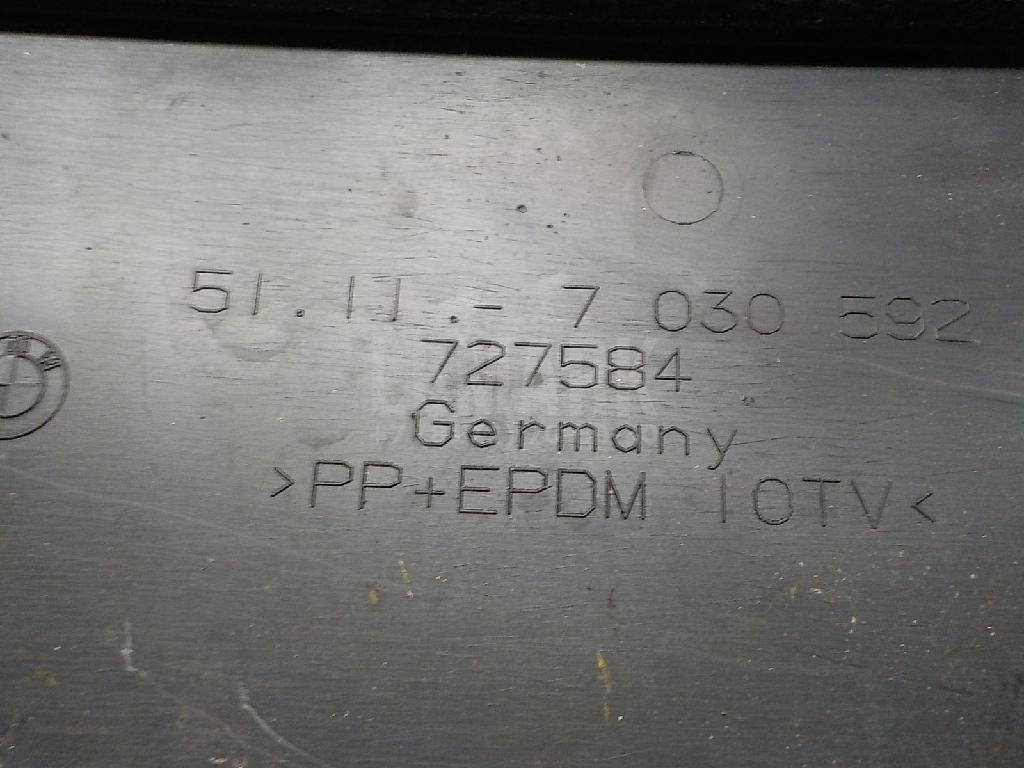 51.11.- 7 030 592
727584
Germany
>PP+EPDM 10TV<